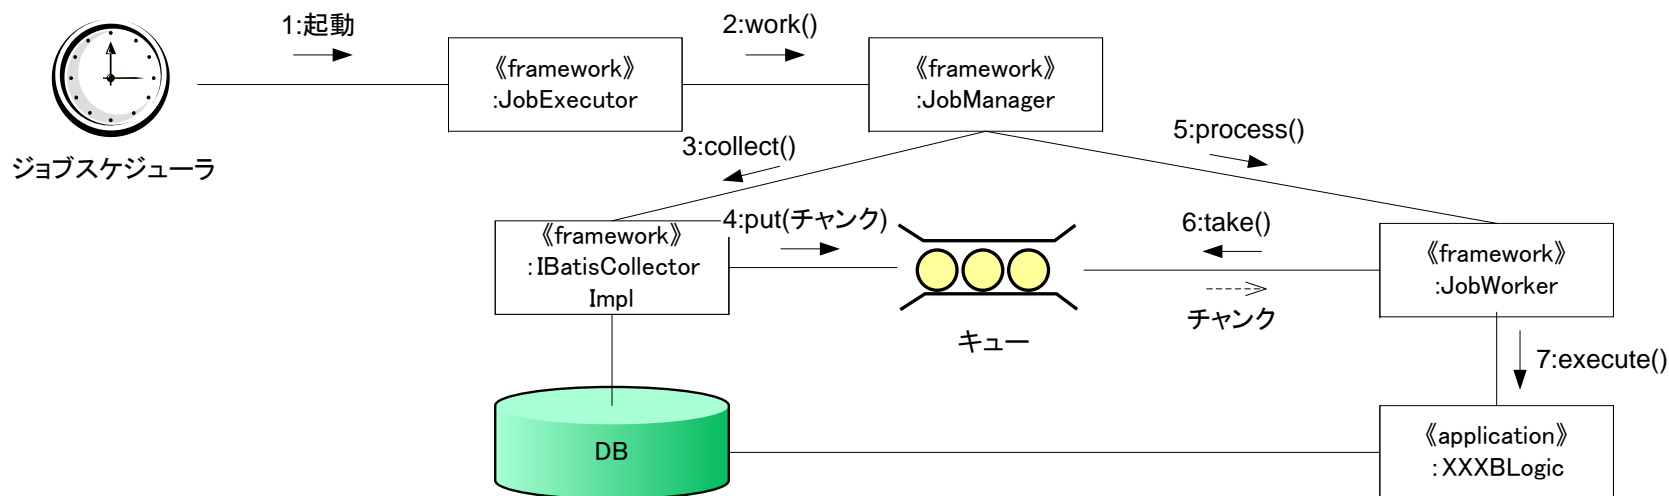 1:起動
2:work()
《framework》
:JobExecutor
《framework》
:JobManager
ジョブスケジューラ
3:collect()
5:process()
4:put(チャンク)
6:take()
《framework》
:IBatisCollector
Impl
《framework》
:JobWorker
チャンク
キュー
7:execute()
DB
《application》
:XXXBLogic